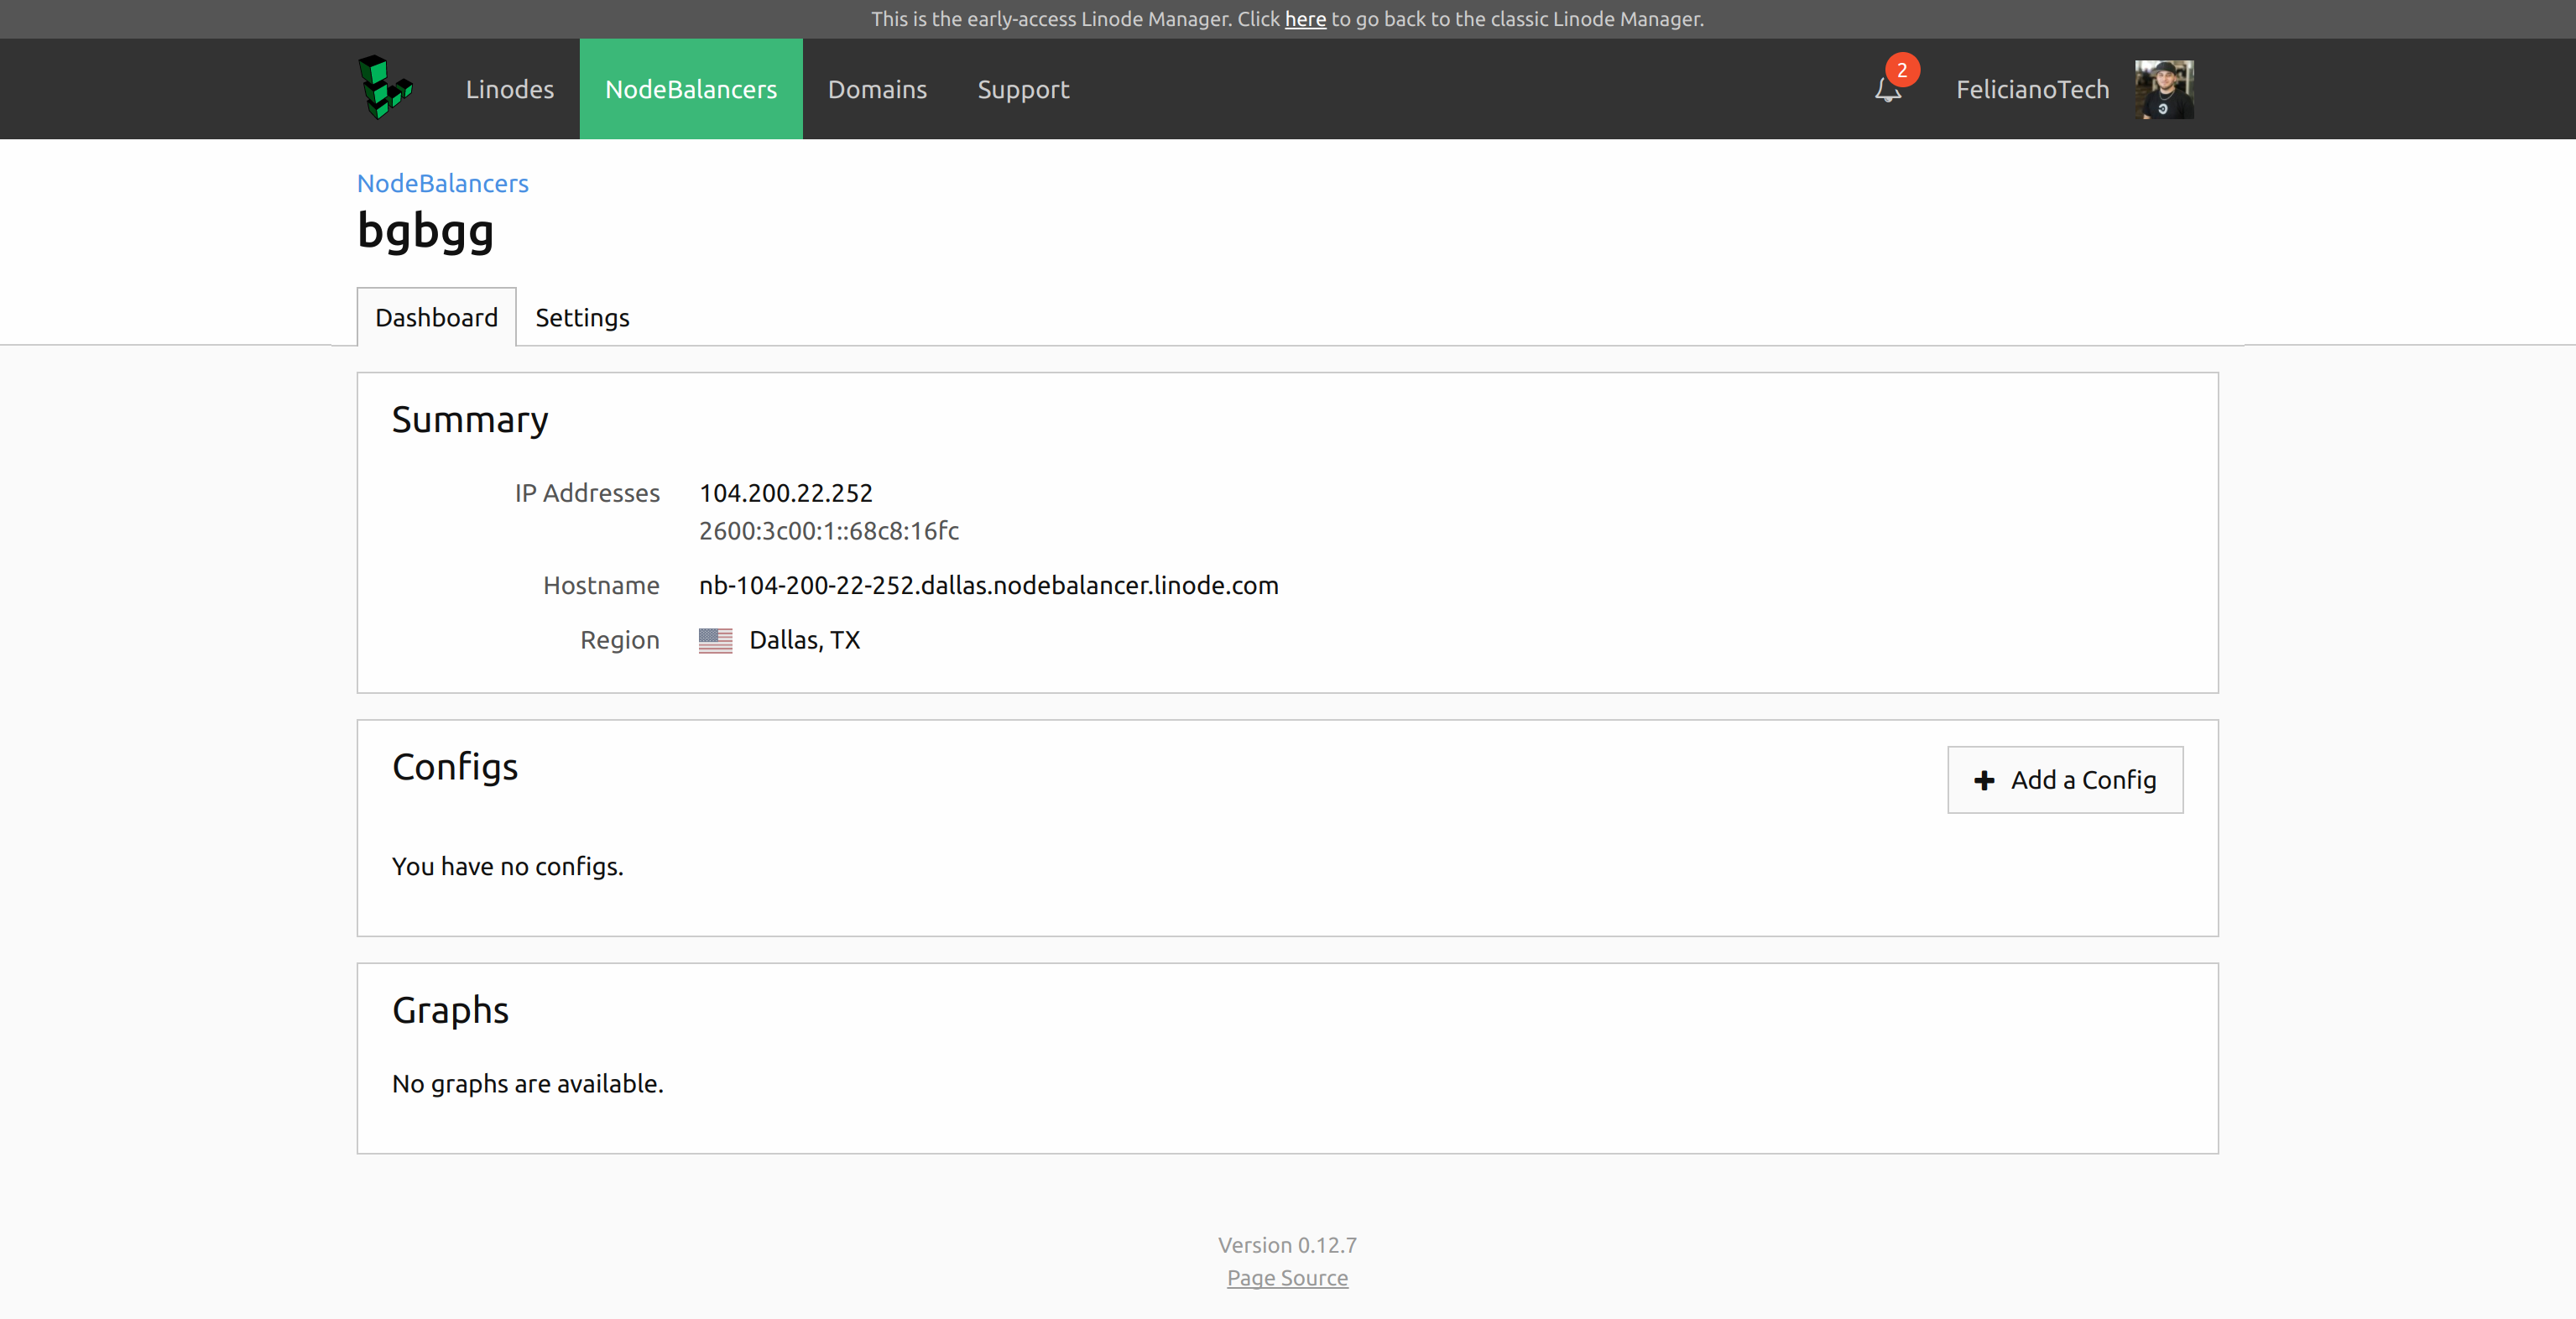 This is the early-access Linode Manager. Click here to go back to the classic Linode Manager.
Linodes NodeBalancers Domains Support 2 FelicianoTech
NodeBalancers
bgbgg
Dashboard Settings
Summary
IP Addresses 104.200.22.252
2600:3c00:1::68c8:16fc
Hostname nb-104-200-22-252.dallas.nodebalancer.linode.com
Region Dallas, TX
Configs
Add a Config
You have no configs.
Graphs
No graphs are available.
Version 0.12.7
Page Source